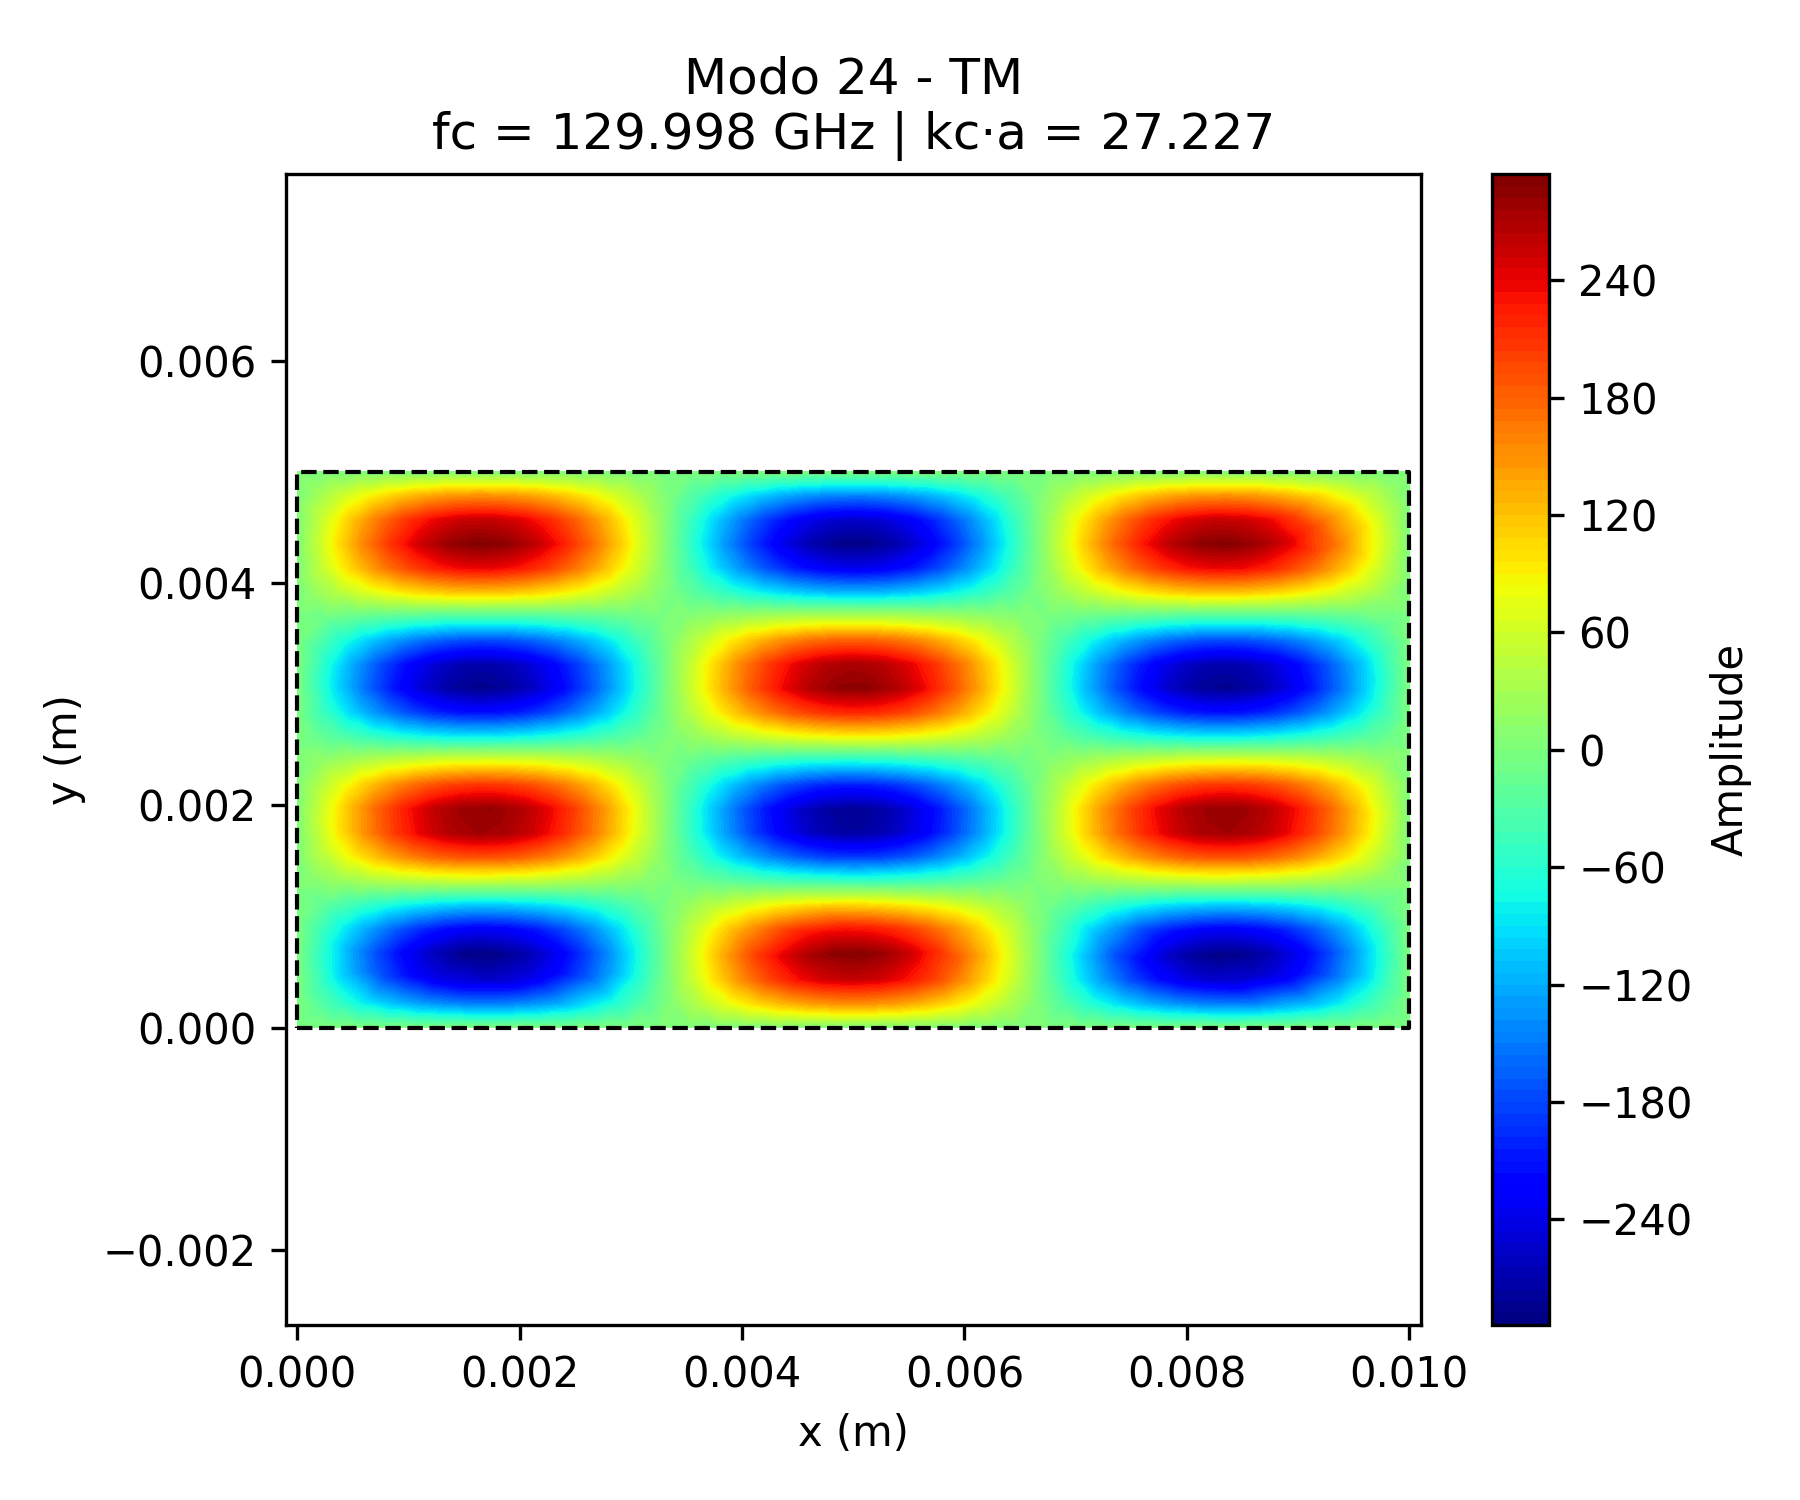 Modo 24 - TM
fc = 129.998 GHz | kc·a = 27.227
0.006
0.004
0.002
0.000
−0.002
y (m)
0.000 0.002 0.004 0.006 0.008 0.010
x (m)
240
180
120
60
0
−60
−120
−180
−240
Amplitude